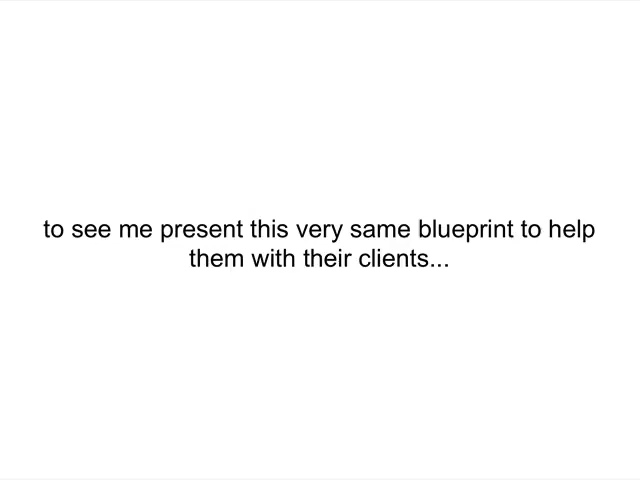 to see me present this very same blueprint to help
them with their clients...